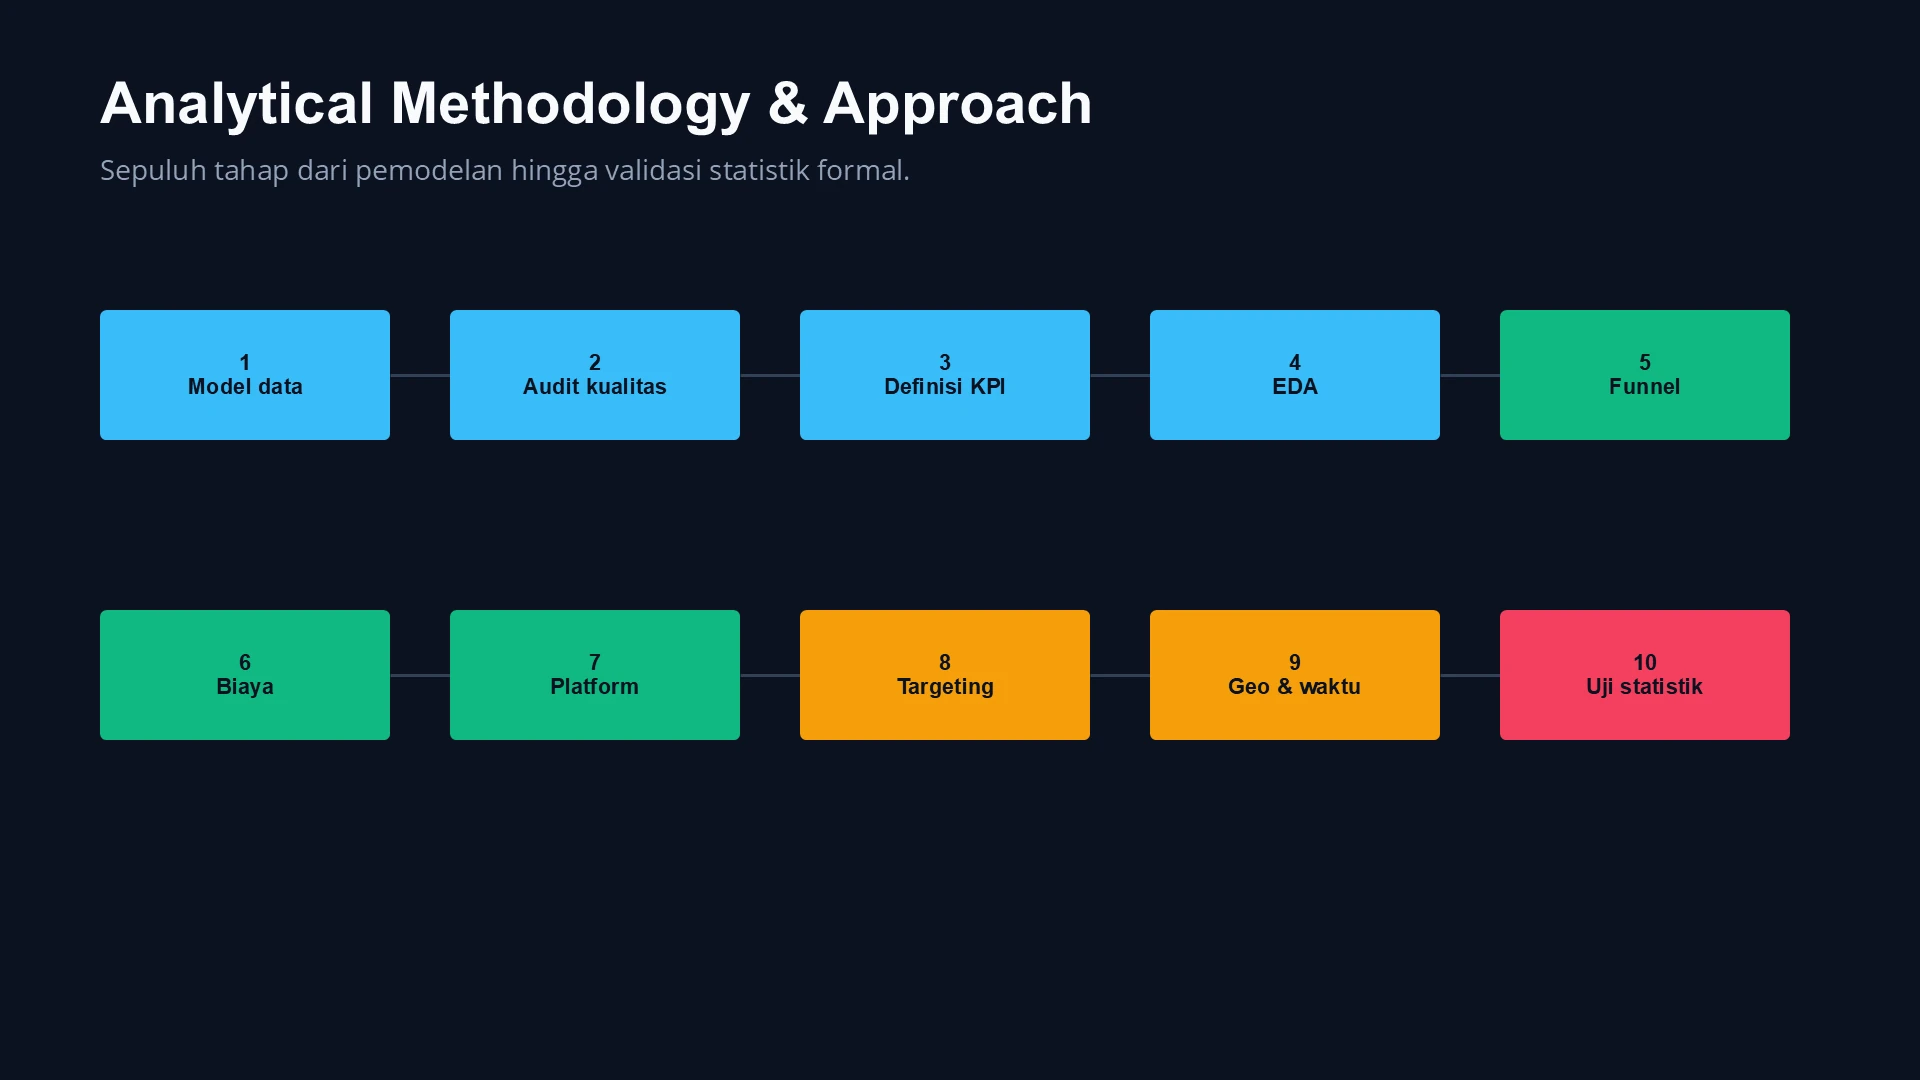 Analytical Methodology & Approach
Sepuluh tahap dari pemodelan hingga validasi statistik formal.
1
Model data
2
Audit kualitas
3
Definisi KPI
4
EDA
5
Funnel
6
Biaya
7
Platform
8
Targeting
9
Geo & waktu
10
Uji statistik